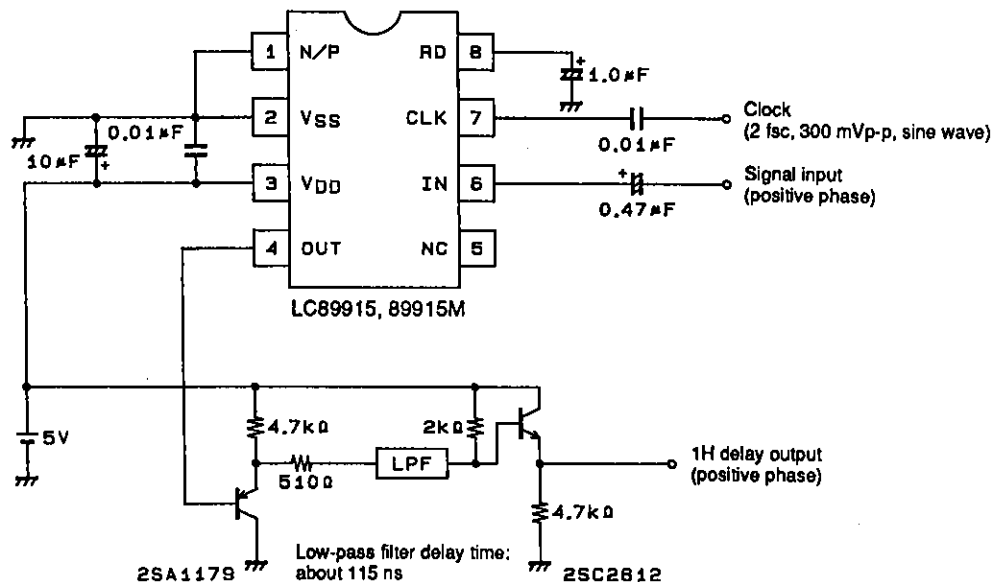 1 N/P RD 8
1.0μF
2 VSS CLK 7
0.01μF
10μF
0.01μF
Clock
(2 fsc, 300 mVp-p, sine wave)
3 VDD IN 6
0.47μF
Signal input
(positive phase)
4 OUT NC 5
LC89915, 89915M
5V
4.7kΩ
2kΩ
510Ω
LPF
1H delay output
(positive phase)
4.7kΩ
2SA1179
Low-pass filter delay time:
about 115 ns
2SC2812